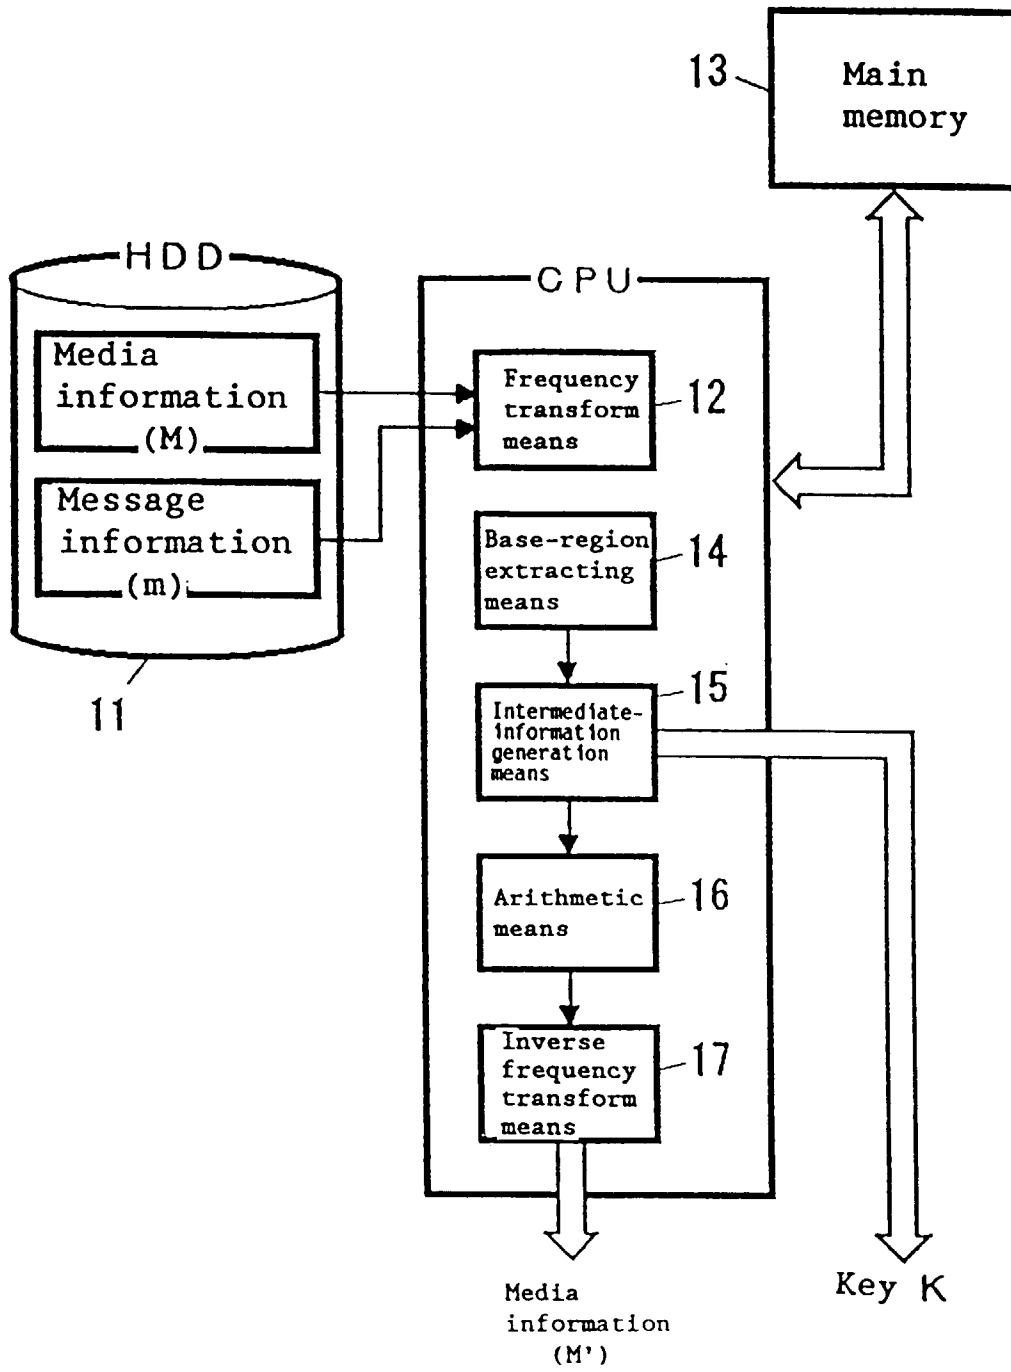 13
Main
memory
HDD
CPU
Media
information
(M)
Frequency
transform
means
12
Message
information
(m)
Base-region
extracting
means
14
11
Intermediate-
information
generation
means
15
Arithmetic
means
16
Inverse
frequency
transform
means
17
Media
information
(M')
Key K